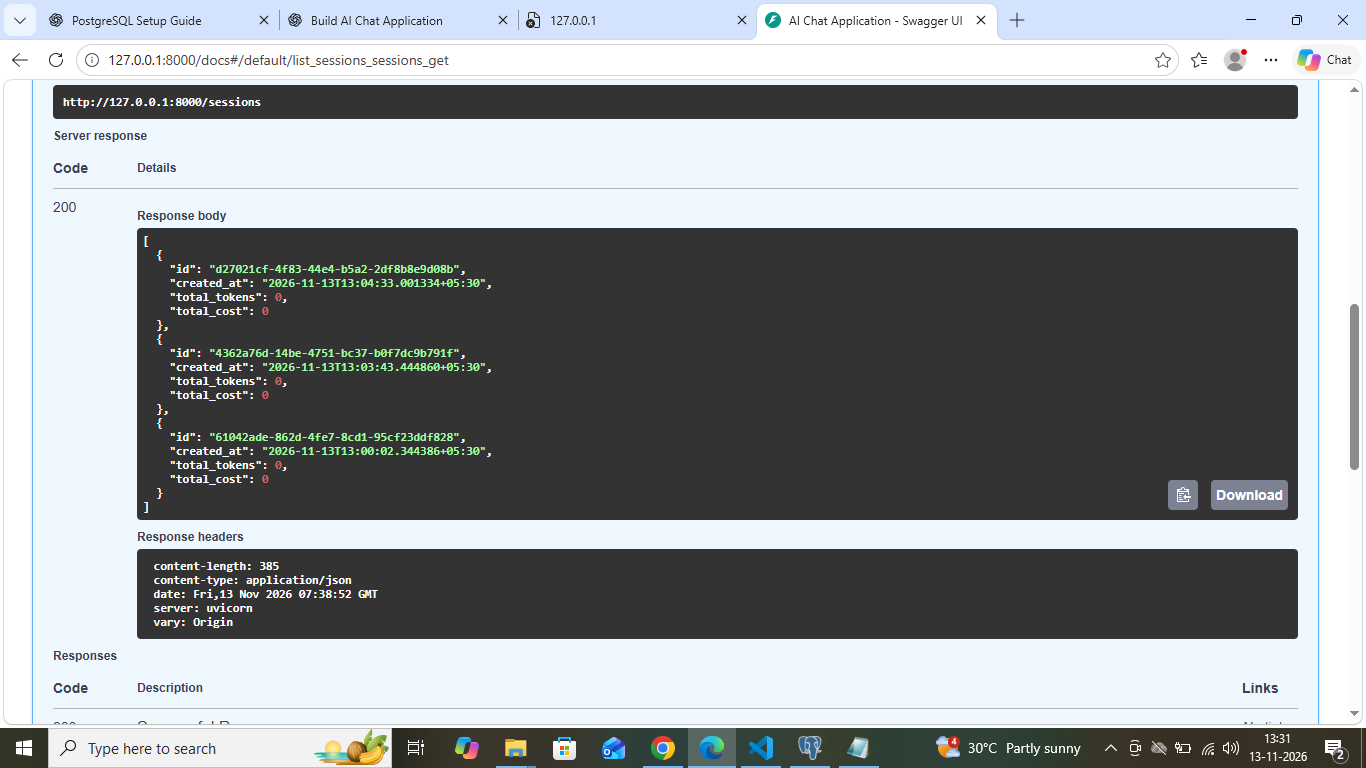 PostgreSQL Setup Guide
Build AI Chat Application
127.0.0.1
AI Chat Application - Swagger UI
127.0.0.1:8000/docs#/default/list_sessions_sessions_get
Chat
http://127.0.0.1:8000/sessions
Server response
Code Details
200
Response body
[
  {
    "id": "d27021cf-4f83-44e4-b5a2-2df8b8e9d08b",
    "created_at": "2026-11-13T13:04:33.001334+05:30",
    "total_tokens": 0,
    "total_cost": 0
  },
  {
    "id": "4362a76d-14be-4751-bc37-b0f7dc9b791f",
    "created_at": "2026-11-13T13:03:43.444860+05:30",
    "total_tokens": 0,
    "total_cost": 0
  },
  {
    "id": "61042ade-862d-4fe7-8cd1-95cf23ddf828",
    "created_at": "2026-11-13T13:00:02.344386+05:30",
    "total_tokens": 0,
    "total_cost": 0
  }
]
Download
Response headers
content-length: 385
content-type: application/json
date: Fri,13 Nov 2026 07:38:52 GMT
server: uvicorn
vary: Origin
Responses
Code Description Links
Type here to search
4
30°C Partly sunny
13:31
13-11-2026
2